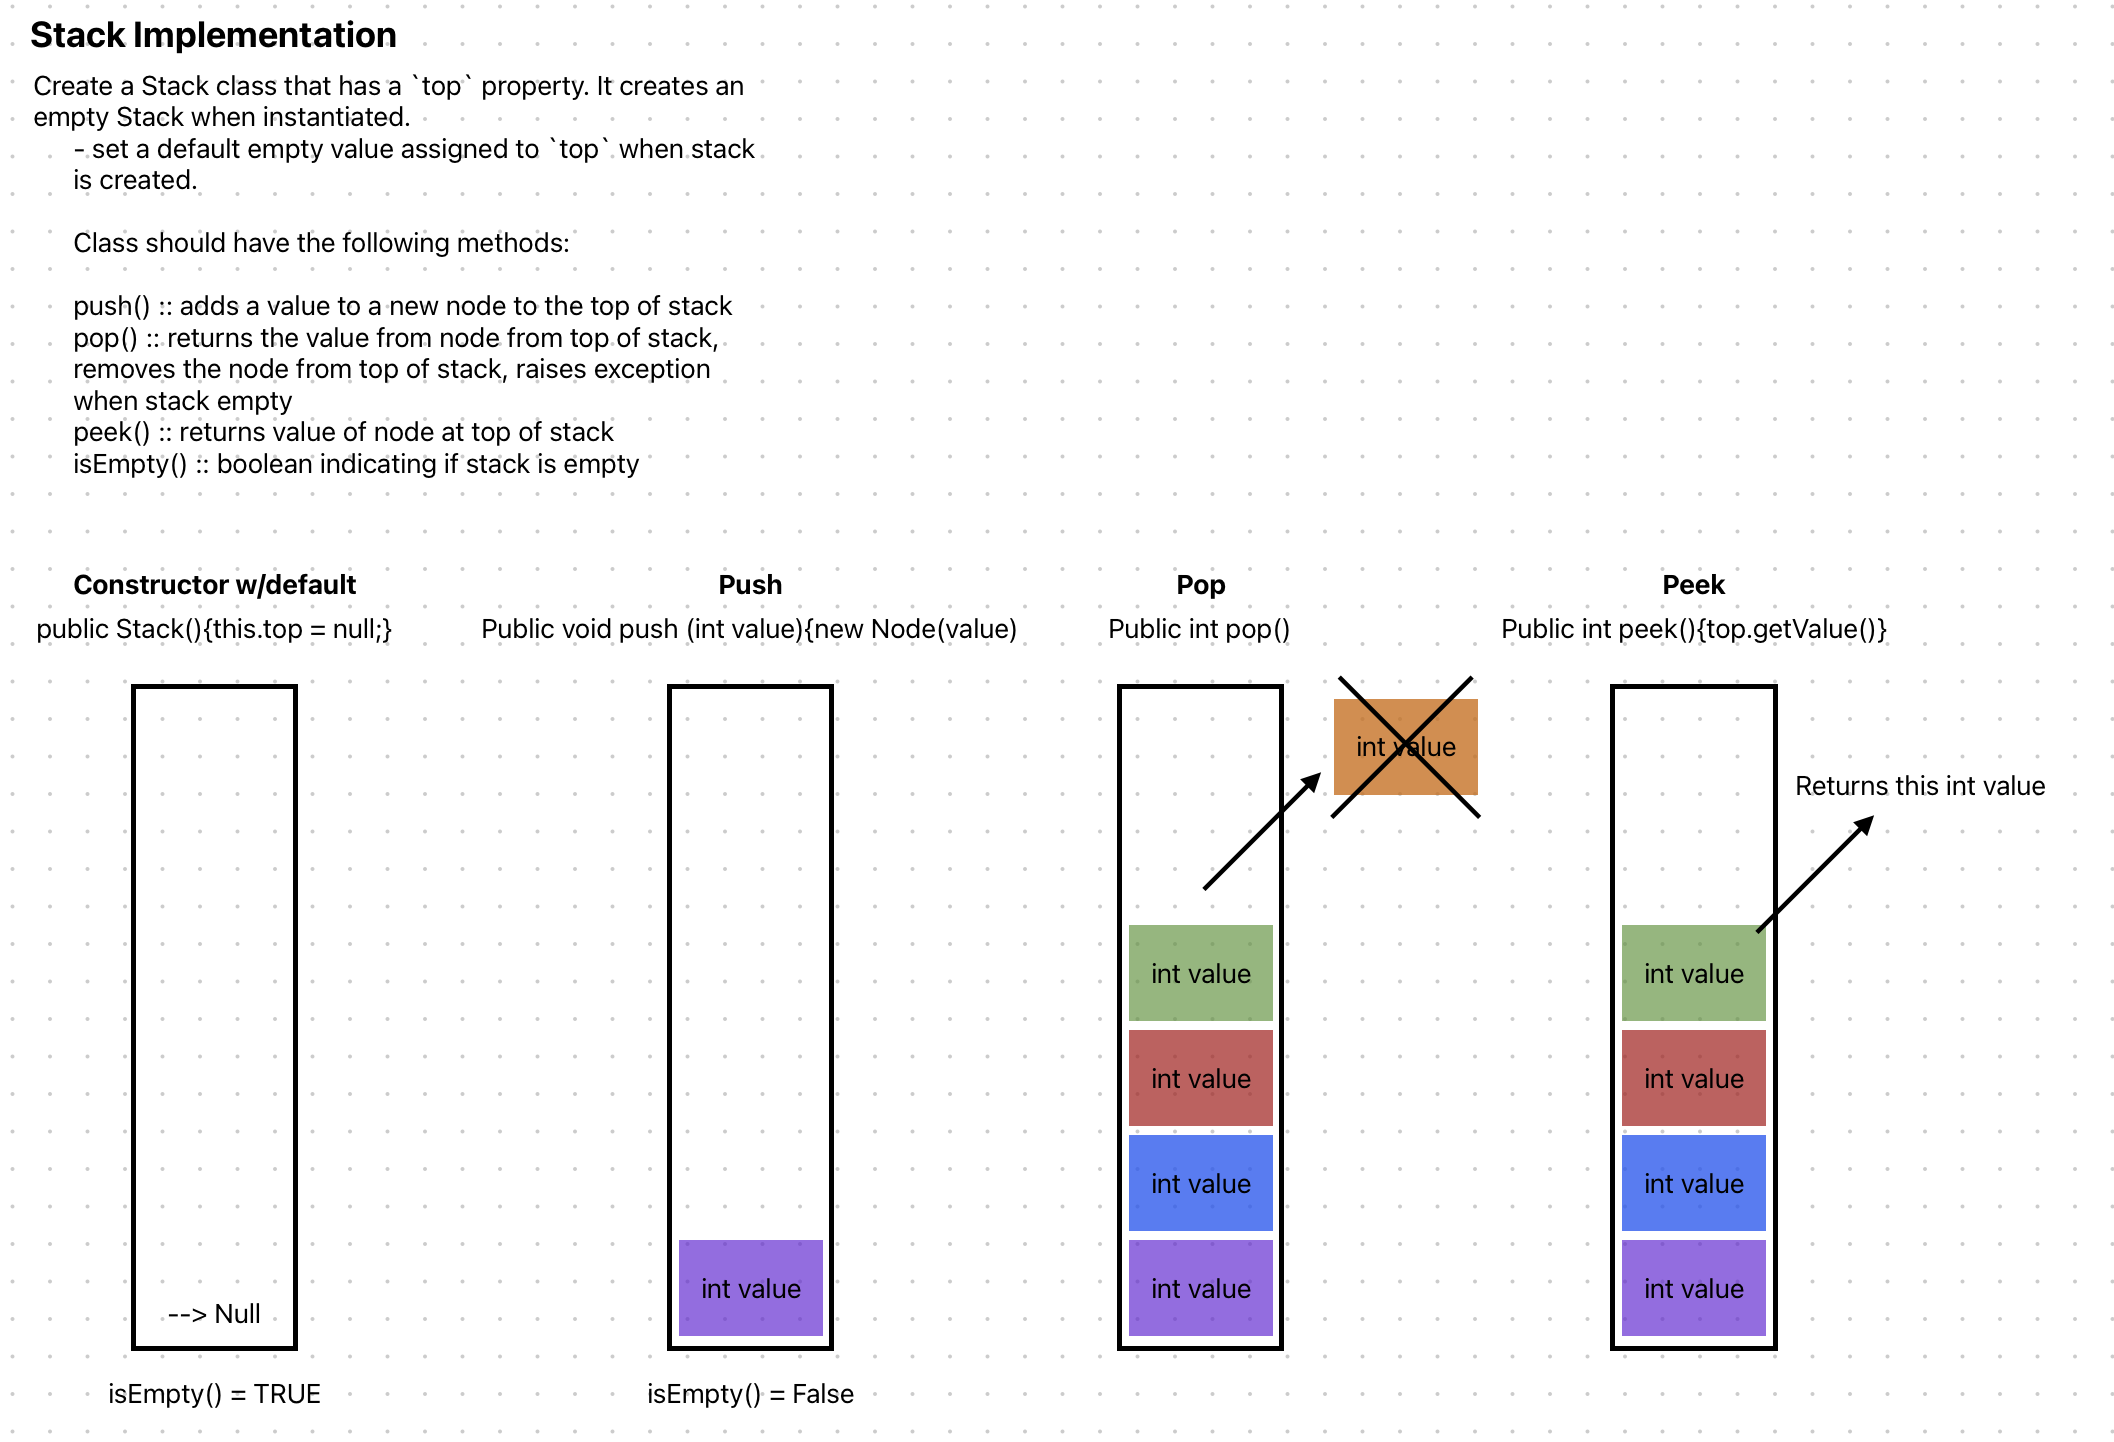 Stack Implementation
Create a Stack class that has a `top` property. It creates an
empty Stack when instantiated.
- set a default empty value assigned to `top` when stack
is created.
Class should have the following methods:
push() :: adds a value to a new node to the top of stack
pop() :: returns the value from node from top of stack,
removes the node from top of stack, raises exception
when stack empty
peek() :: returns value of node at top of stack
isEmpty() :: boolean indicating if stack is empty
Constructor w/default
public Stack(){this.top = null;}
--> Null
isEmpty() = TRUE
Push
Public void push (int value){new Node(value)
int value
isEmpty() = False
Pop
Public int pop()
int value
int value
int value
int value
int value
Peek
Public int peek(){top.getValue()}
Returns this int value
int value
int value
int value
int value